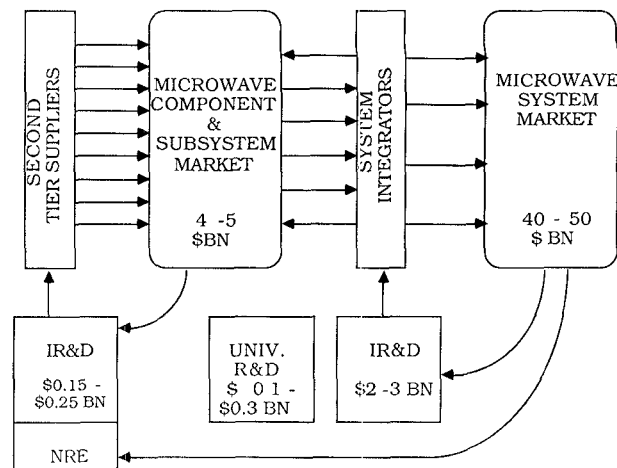 SECOND
TIER SUPPLIERS
MICROWAVE
COMPONENT
&
SUBSYSTEM
MARKET
4 -5
$BN
SYSTEM
INTEGRATORS
MICROWAVE
SYSTEM
MARKET
40 - 50
$ BN
IR&D
$0.15 -
$0.25 BN
NRE
UNIV.
R&D
$ 0 1 -
$0.3 BN
IR&D
$2 -3 BN